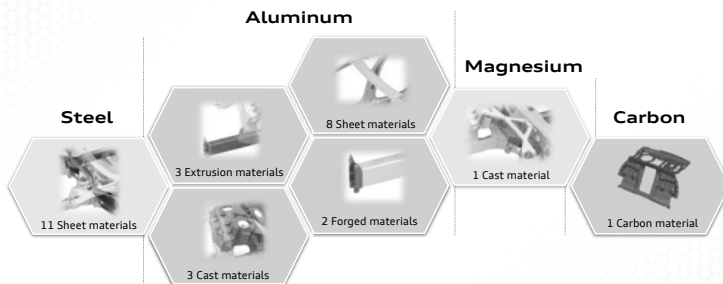 Aluminum
Magnesium
Steel
Carbon
8 Sheet materials
3 Extrusion materials
1 Cast material
11 Sheet materials
2 Forged materials
1 Carbon material
3 Cast materials